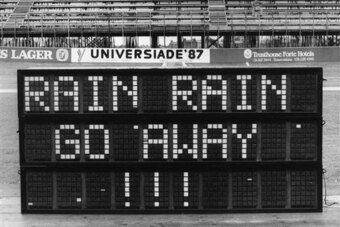 S LAGER UNIVERSIADE'87 Trusthouse Forte Hotels
RAIN RAIN
GO AWAY
!!!